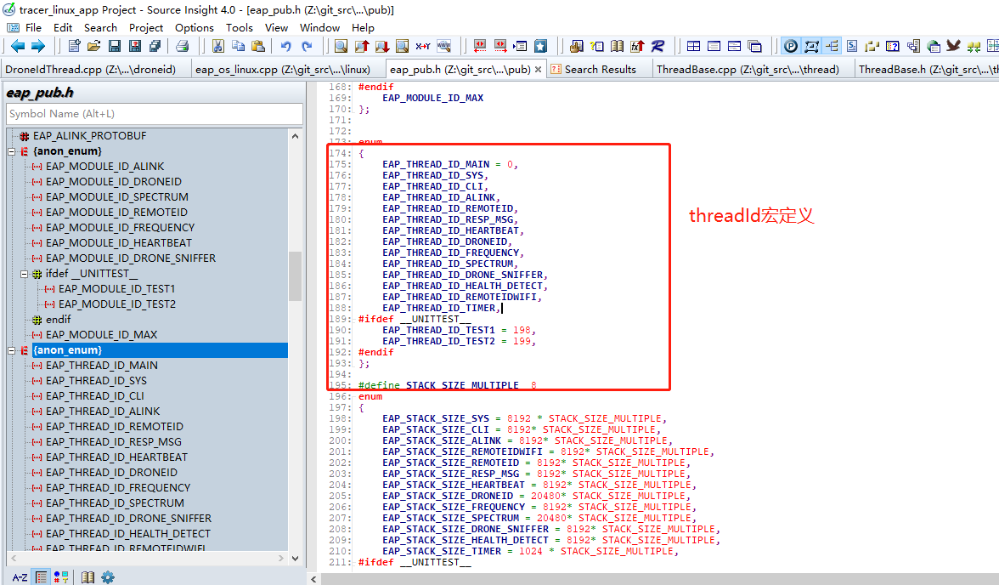 tracer_linux_app Project - Source Insight 4.0 - [eap_pub.h (Z:\git_src\...\pub)]
File Edit Search Project Options Tools View Window Help
DroneIdThread.cpp (Z:\...\droneid) eap_os_linux.cpp (Z:\git_src\...\linux) eap_pub.h (Z:\git_src\...\pub) Search Results ThreadBase.cpp (Z:\git_src\...\thread) ThreadBase.h (Z:\git_src\...\th
eap_pub.h
Symbol Name (Alt+L)
EAP_ALINK_PROTOBUF
{anon_enum}
EAP_MODULE_ID_ALINK
EAP_MODULE_ID_DRONEID
EAP_MODULE_ID_SPECTRUM
EAP_MODULE_ID_REMOTEID
EAP_MODULE_ID_FREQUENCY
EAP_MODULE_ID_HEARTBEAT
EAP_MODULE_ID_DRONE_SNIFFER
ifdef __UNITTEST__
EAP_MODULE_ID_TEST1
EAP_MODULE_ID_TEST2
endif
EAP_MODULE_ID_MAX
{anon_enum}
EAP_THREAD_ID_MAIN
EAP_THREAD_ID_SYS
EAP_THREAD_ID_CLI
EAP_THREAD_ID_ALINK
EAP_THREAD_ID_REMOTEID
EAP_THREAD_ID_RESP_MSG
EAP_THREAD_ID_HEARTBEAT
EAP_THREAD_ID_DRONEID
EAP_THREAD_ID_FREQUENCY
EAP_THREAD_ID_SPECTRUM
EAP_THREAD_ID_DRONE_SNIFFER
EAP_THREAD_ID_HEALTH_DETECT
EAP_THREAD_ID_REMOTEIDWIFI
A-Z
168: #endif
169: EAP_MODULE_ID_MAX
170: };
171:
172:
173: enum
174: {
175: EAP_THREAD_ID_MAIN = 0,
176: EAP_THREAD_ID_SYS,
177: EAP_THREAD_ID_CLI,
178: EAP_THREAD_ID_ALINK,
179: EAP_THREAD_ID_REMOTEID,
180: EAP_THREAD_ID_RESP_MSG,
181: EAP_THREAD_ID_HEARTBEAT,
182: EAP_THREAD_ID_DRONEID,
183: EAP_THREAD_ID_FREQUENCY,
184: EAP_THREAD_ID_SPECTRUM,
185: EAP_THREAD_ID_DRONE_SNIFFER,
186: EAP_THREAD_ID_HEALTH_DETECT,
187: EAP_THREAD_ID_REMOTEIDWIFI,
188: EAP_THREAD_ID_TIMER,
189: #ifdef __UNITTEST__
190: EAP_THREAD_ID_TEST1 = 198,
191: EAP_THREAD_ID_TEST2 = 199,
192: #endif
193: };
194:
195: #define STACK_SIZE_MULTIPLE 8
196: enum
197: {
198: EAP_STACK_SIZE_SYS = 8192 * STACK_SIZE_MULTIPLE,
199: EAP_STACK_SIZE_CLI = 8192* STACK_SIZE_MULTIPLE,
200: EAP_STACK_SIZE_ALINK = 8192* STACK_SIZE_MULTIPLE,
201: EAP_STACK_SIZE_REMOTEIDWIFI = 8192* STACK_SIZE_MULTIPLE,
202: EAP_STACK_SIZE_REMOTEID = 8192* STACK_SIZE_MULTIPLE,
203: EAP_STACK_SIZE_RESP_MSG = 8192* STACK_SIZE_MULTIPLE,
204: EAP_STACK_SIZE_HEARTBEAT = 8192* STACK_SIZE_MULTIPLE,
205: EAP_STACK_SIZE_DRONEID = 20480* STACK_SIZE_MULTIPLE,
206: EAP_STACK_SIZE_FREQUENCY = 8192* STACK_SIZE_MULTIPLE,
207: EAP_STACK_SIZE_SPECTRUM = 20480* STACK_SIZE_MULTIPLE,
208: EAP_STACK_SIZE_DRONE_SNIFFER = 8192* STACK_SIZE_MULTIPLE,
209: EAP_STACK_SIZE_HEALTH_DETECT = 8192* STACK_SIZE_MULTIPLE,
210: EAP_STACK_SIZE_TIMER = 1024 * STACK_SIZE_MULTIPLE,
211: #ifdef __UNITTEST__
threadId宏定义